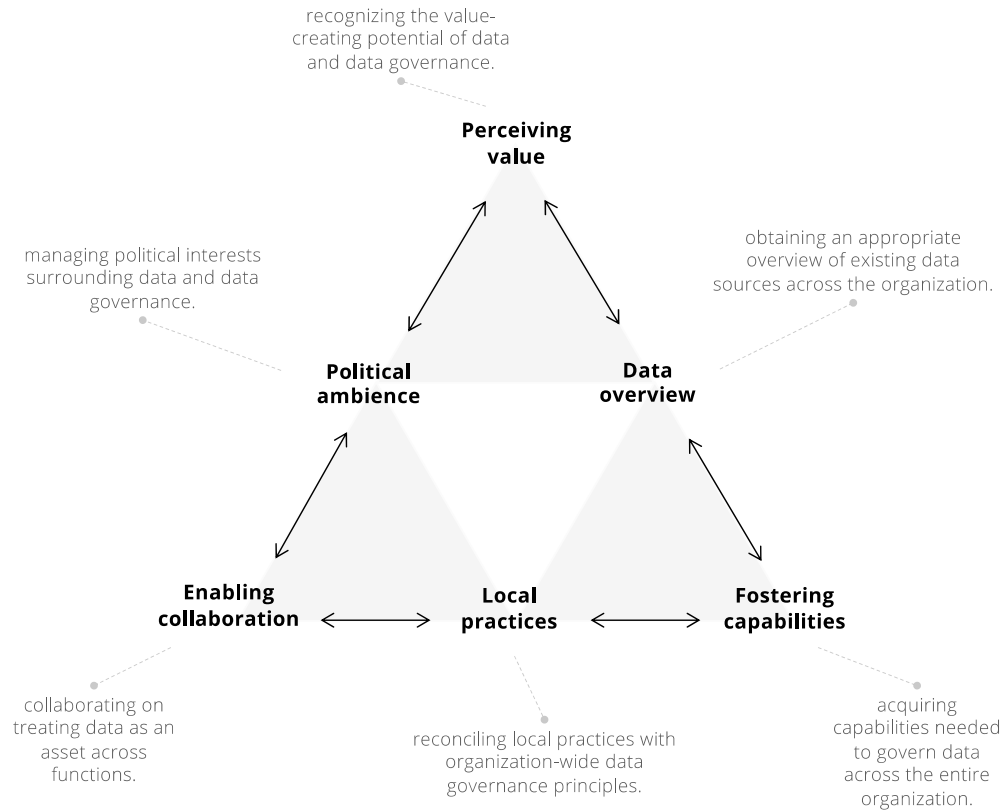 recognizing the value-
creating potential of data
and data governance.
Perceiving
value
managing political interests
surrounding data and data
governance.
obtaining an appropriate
overview of existing data
sources across the organization.
Political
ambience
Data
overview
Enabling
collaboration
Local
practices
Fostering
capabilities
collaborating on
treating data as an
asset across
functions.
reconciling local practices with
organization-wide data
governance principles.
acquiring
capabilities needed
to govern data
across the entire
organization.